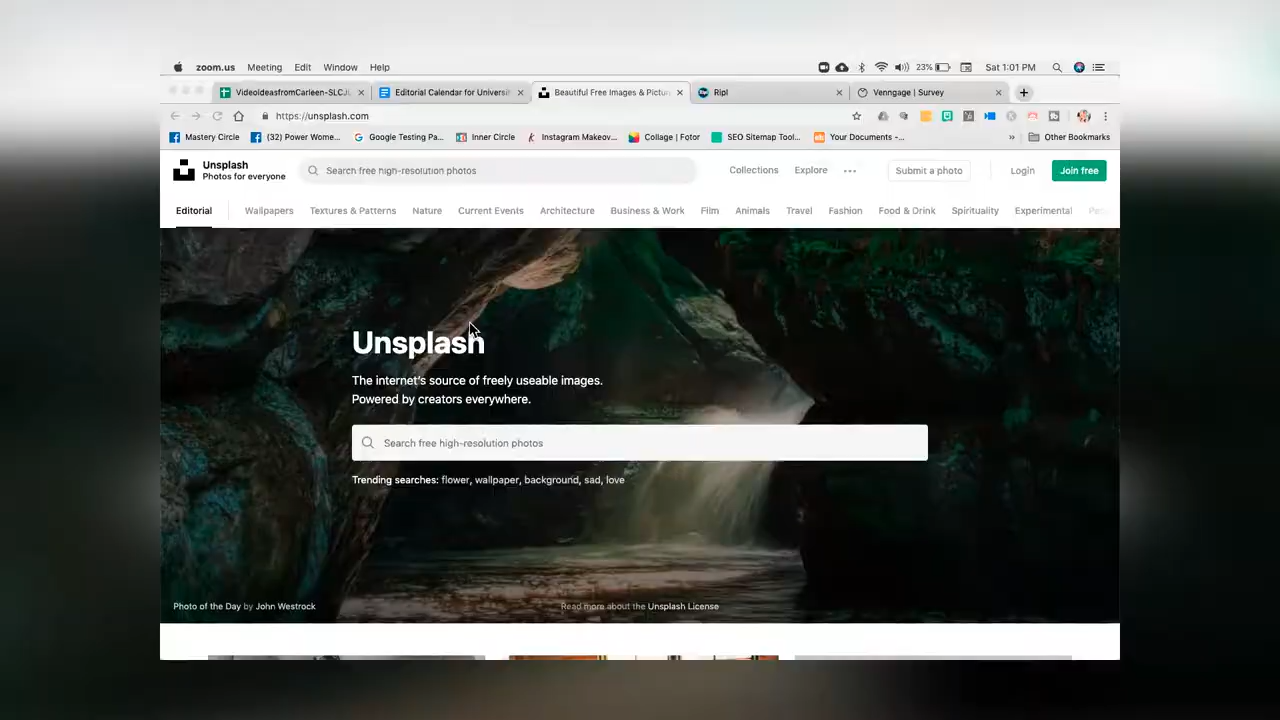 zoom.us Meeting Edit Window Help 23% Sat 1:01 PM
VideoIdeasfromCarleen-SLCJu Editorial Calendar for Universit Beautiful Free Images & Pictur Ripl Venngage | Survey
https://unsplash.com
Mastery Circle (32) Power Wome... Google Testing Pa... Inner Circle Instagram Makeov... Collage | Fotor SEO Sitemap Tool... Your Documents -... » Other Bookmarks
Unsplash
Photos for everyone
Search free high-resolution photos
Collections Explore ••• Submit a photo Login Join free
Editorial Wallpapers Textures & Patterns Nature Current Events Architecture Business & Work Film Animals Travel Fashion Food & Drink Spirituality Experimental
Unsplash
The internet's source of freely useable images.
Powered by creators everywhere.
Search free high-resolution photos
Trending searches: flower, wallpaper, background, sad, love
Photo of the Day by John Westrock
Read more about the Unsplash License